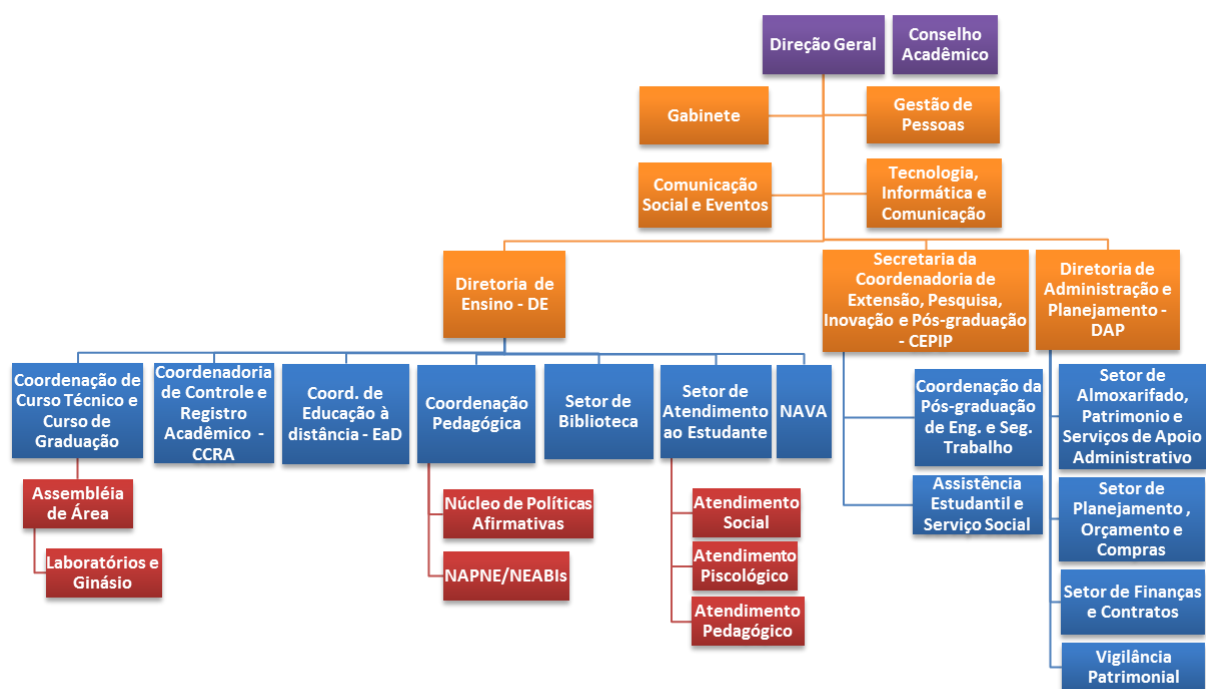 Direção Geral
Conselho
Acadêmico
Gabinete
Gestão de
Pessoas
Comunicação
Social e Eventos
Tecnologia,
Informática e
Comunicação
Diretoria de
Ensino - DE
Secretaria da
Coordenadoria de
Extensão, Pesquisa,
Inovação e Pós-graduação
- CEPIP
Diretoria de
Administração e
Planejamento -
DAP
Coordenação de
Curso Técnico e
Curso de
Graduação
Coordenadoria
de Controle e
Registro
Acadêmico -
CCRA
Coord. de
Educação à
distância - EaD
Coordenação
Pedagógica
Setor de
Biblioteca
Setor de
Atendimento
ao Estudante
NAVA
Coordenação da
Pós-graduação
de Eng. e Seg.
Trabalho
Setor de
Almoxarifado,
Patrimonio e
Serviços de Apoio
Administrativo
Assembléia
de Área
Laboratórios e
Ginásio
Núcleo de Políticas
Afirmativas
NAPNE/NEABIs
Atendimento
Social
Atendimento
Piscológico
Atendimento
Pedagógico
Assistência
Estudantil e
Serviço Social
Setor de
Planejamento ,
Orçamento e
Compras
Setor de Finanças
e Contratos
Vigilância
Patrimonial